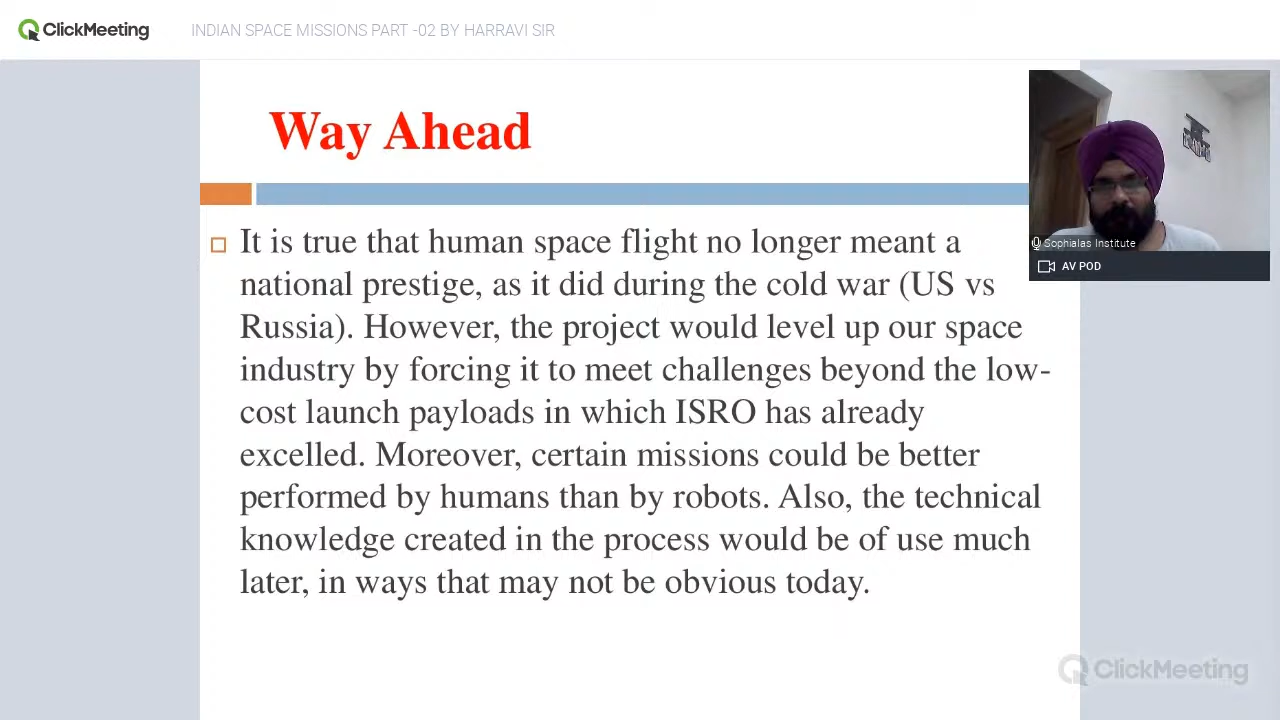 ClickMeeting
INDIAN SPACE MISSIONS PART -02 BY HARRAVI SIR
Way Ahead
It is true that human space flight no longer meant a
national prestige, as it did during the cold war (US vs
Russia). However, the project would level up our space
industry by forcing it to meet challenges beyond the low-
cost launch payloads in which ISRO has already
excelled. Moreover, certain missions could be better
performed by humans than by robots. Also, the technical
knowledge created in the process would be of use much
later, in ways that may not be obvious today.
Sophialas Institute
AV POD
ClickMeeting